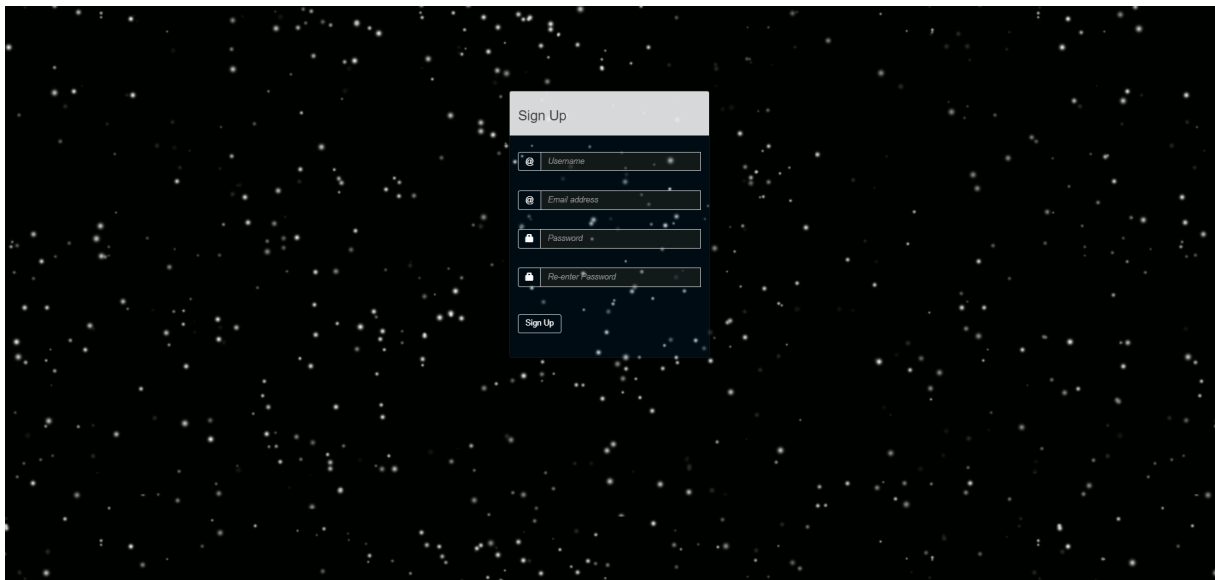 Sign Up
@ Username
@ Email address
Password
Re-enter Password
Sign Up